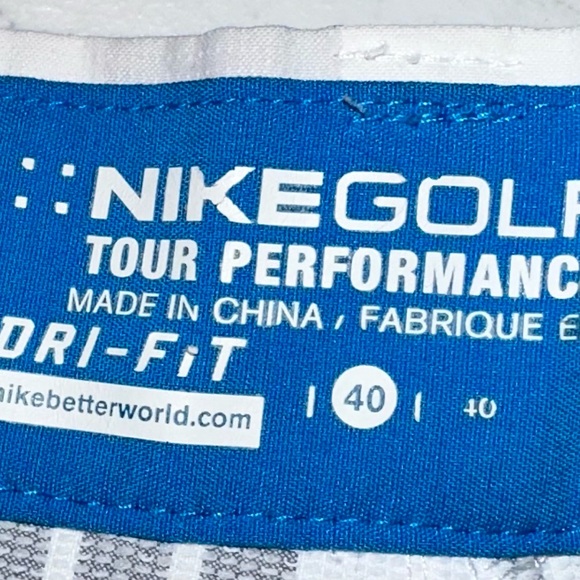 NIKEGOLF
TOUR PERFORMANC
MADE IN CHINA / FABRIQUE E
DRI-FIT
nikebetterworld.com
40 40